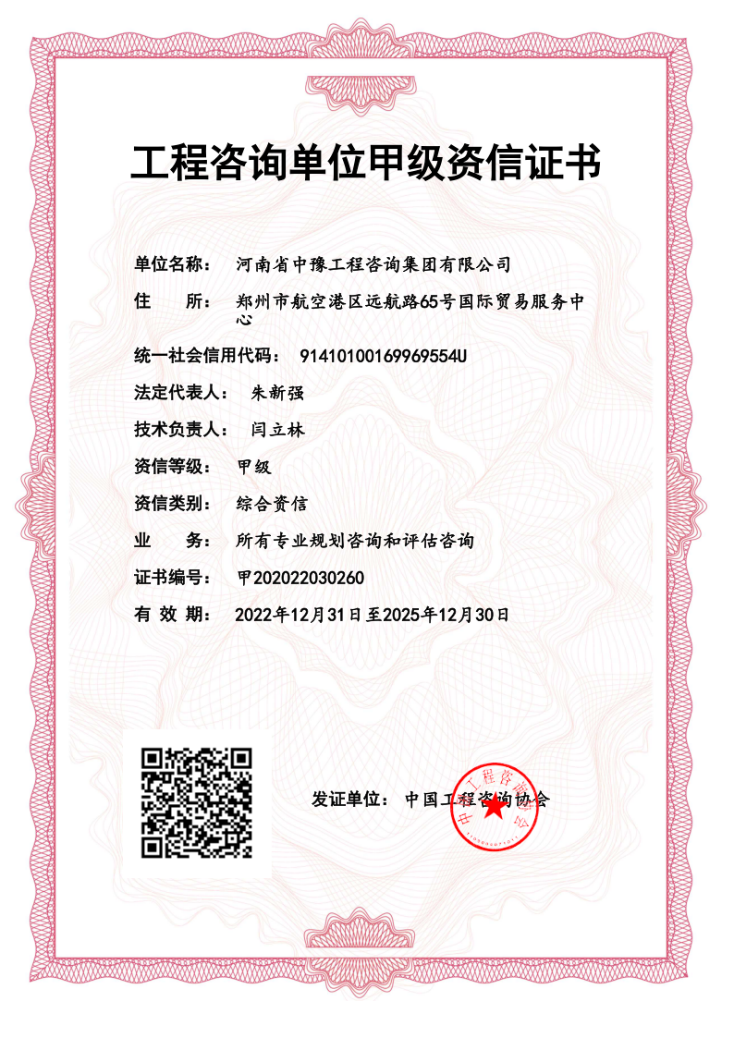 工程咨询单位甲级资信证书
单位名称： 河南省中豫工程咨询集团有限公司
住　　所： 郑州市航空港区远航路65号国际贸易服务中
心
统一社会信用代码： 91410100169969554U
法定代表人： 朱新强
技术负责人： 闫立林
资信等级： 甲级
资信类别： 综合资信
业　　务： 所有专业规划咨询和评估咨询
证书编号： 甲202022030260
有 效 期： 2022年12月31日至2025年12月30日
发证单位： 中国工程咨询协会
中国工程咨询协会